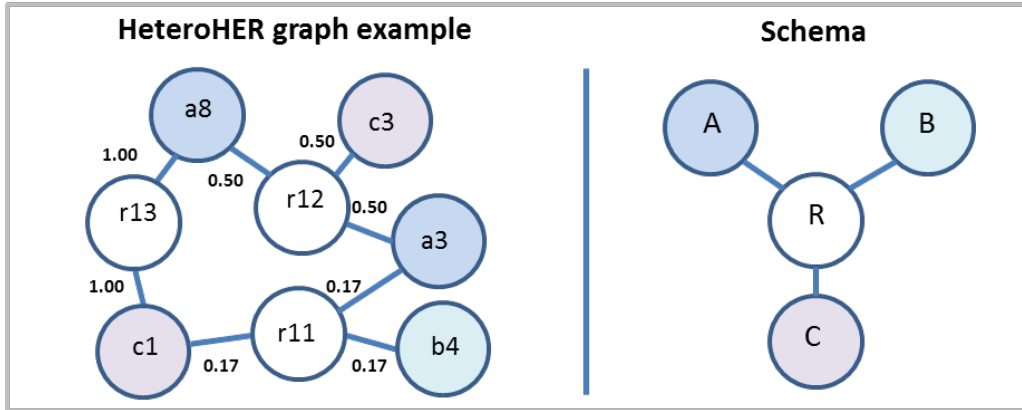 HeteroHER graph example
a8
c3
1.00
0.50
0.50
r13
r12
0.50
a3
1.00
0.17
r11
c1
b4
0.17
0.17
Schema
A
B
R
C